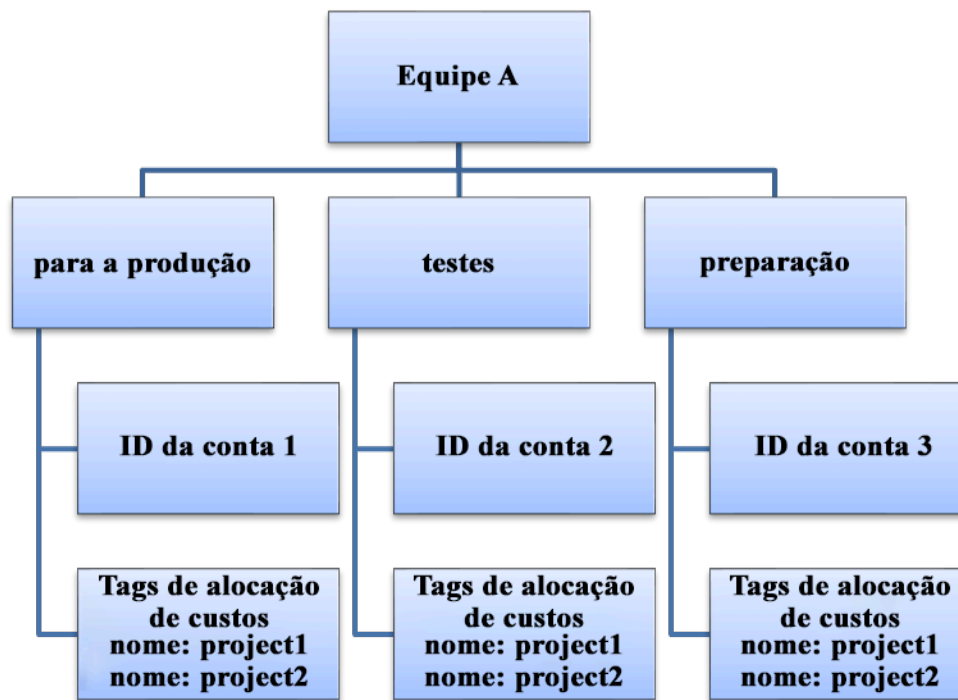 Equipe A
para a produção
testes
preparação
ID da conta 1
ID da conta 2
ID da conta 3
Tags de alocação
de custos
nome: project1
nome: project2
Tags de alocação
de custos
nome: project1
nome: project2
Tags de alocação
de custos
nome: project1
nome: project2